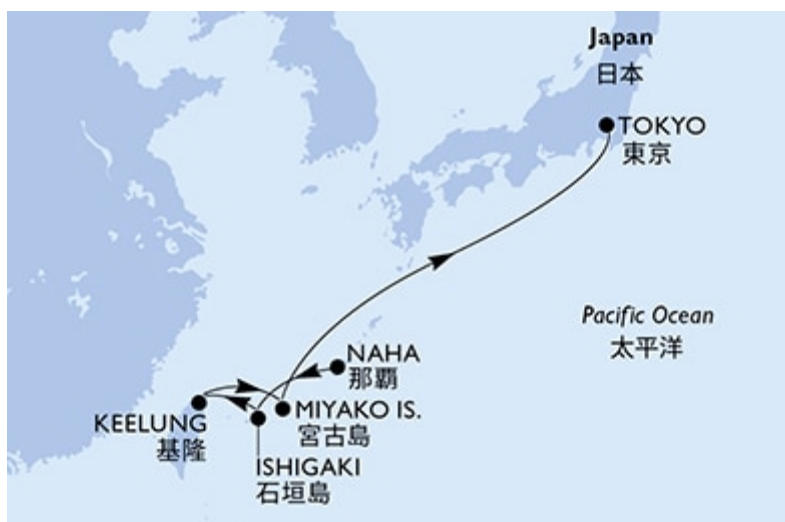 Japan
日本
TOKYO
東京
Pacific Ocean
太平洋
NAHA
那覇
KEELUNG
基隆
MIYAKO IS.
宮古島
ISHIGAKI
石垣島